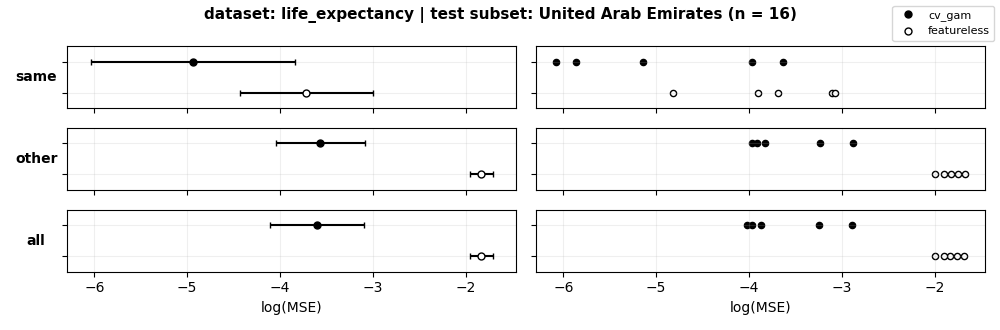 dataset: life_expectancy | test subset: United Arab Emirates (n = 16)
cv_gam
featureless
same
other
all
−6 −5 −4 −3 −2
−6 −5 −4 −3 −2
log(MSE)
log(MSE)